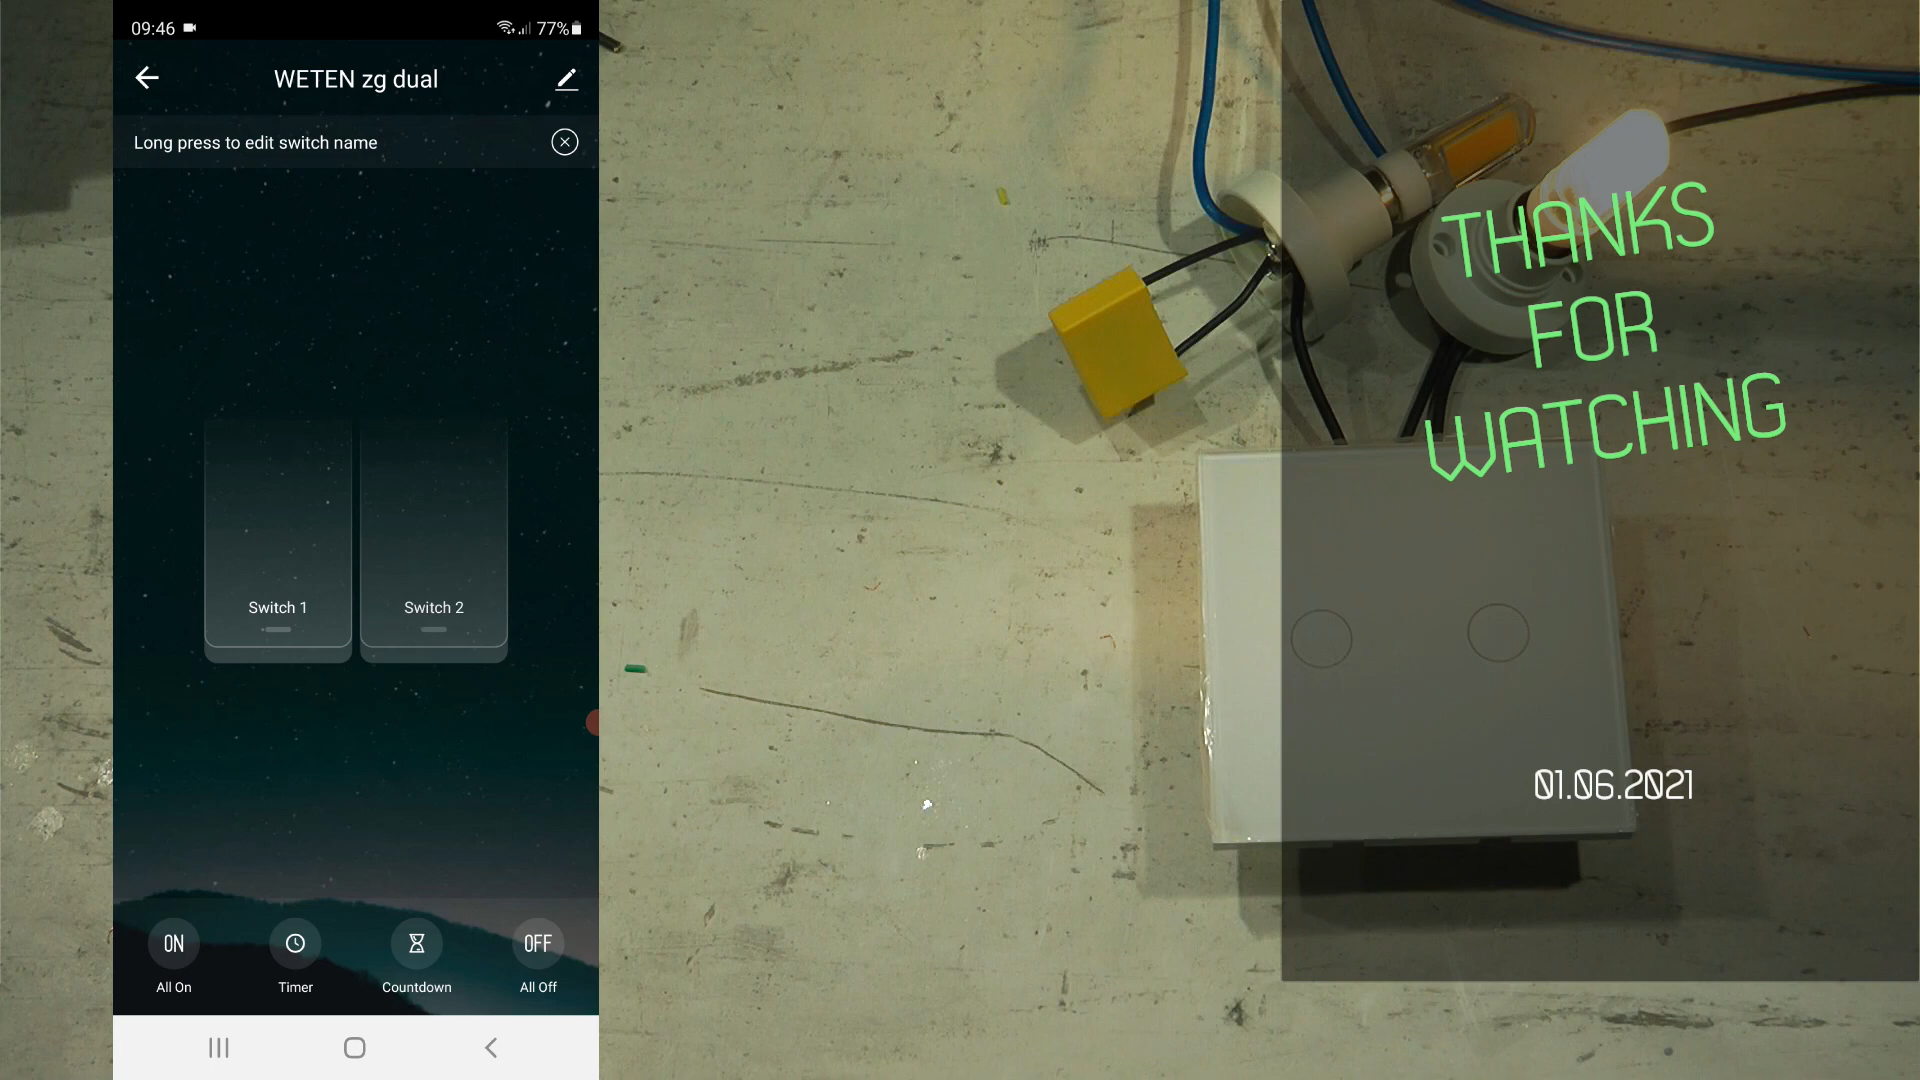 09:46
77%
WETEN zg dual
Long press to edit switch name
Switch 1
Switch 2
ON
OFF
All On
Timer
Countdown
All Off
THANKS
FOR
WATCHING
01.06.2021